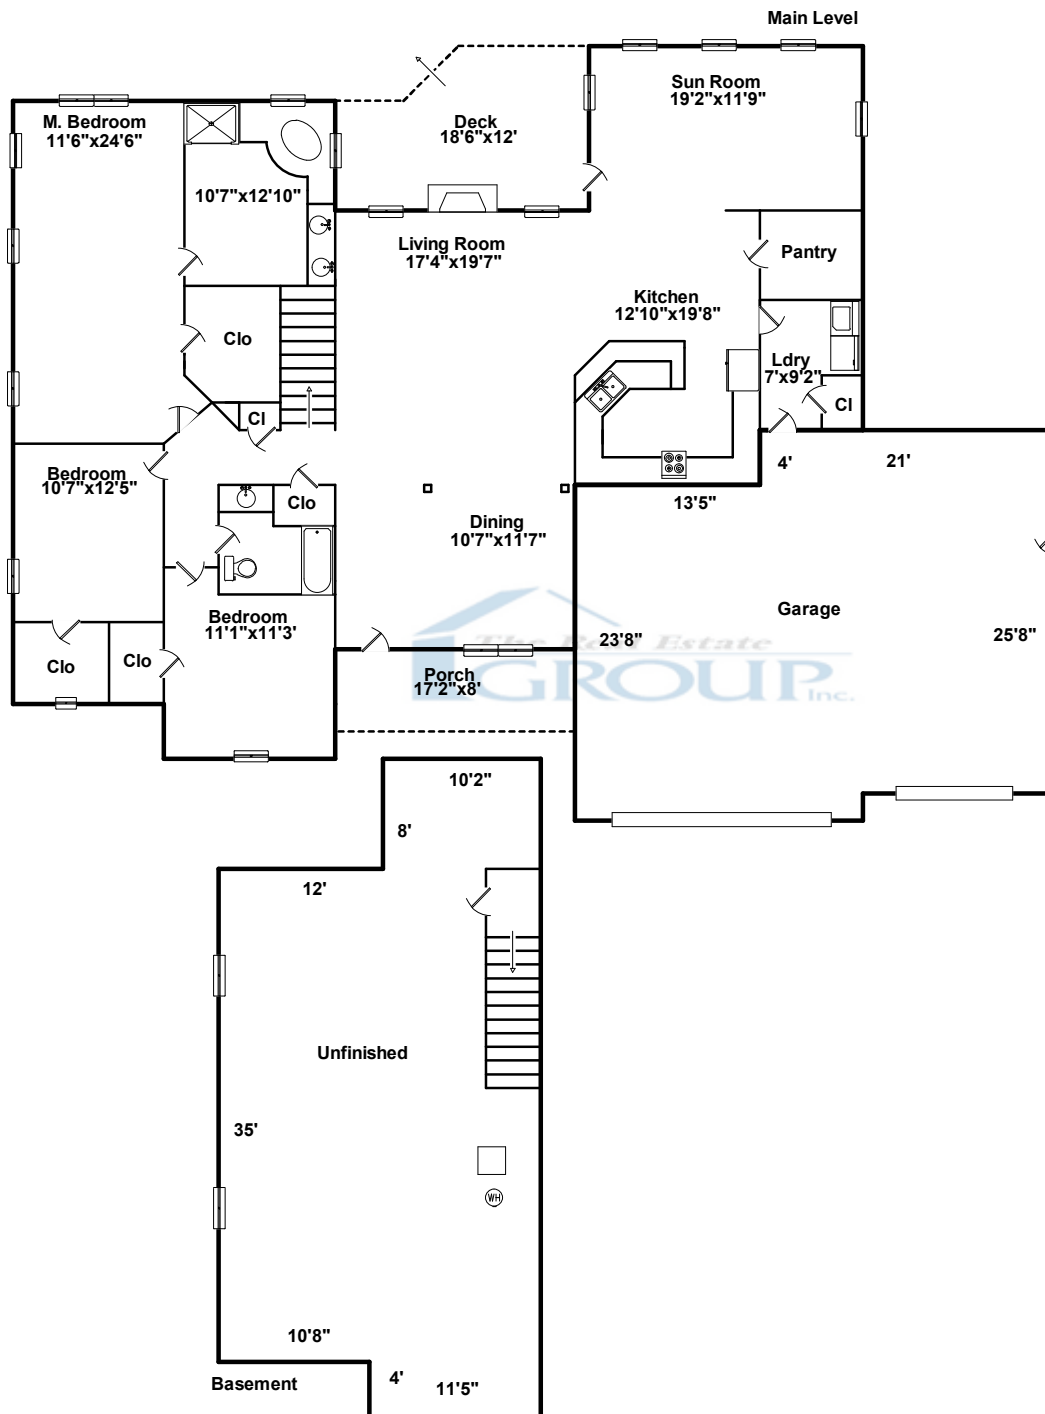 Main Level
Sun Room
19'2"x11'9"
M. Bedroom
11'6"x24'6"
Deck
18'6"x12'
10'7"x12'10"
Living Room
17'4"x19'7"
Pantry
Kitchen
12'10"x19'8"
Clo
Ldry
7'x9'2"
Cl
Cl
Bedroom
10'7"x12'5"
4'
21'
Clo
13'5"
Dining
10'7"x11'7"
Bedroom
11'1"x11'3'
Garage
The Real Estate
23'8"
25'8"
GROUP Inc.
Clo
Clo
Porch
17'2"x8'
10'2"
8'
12'
Unfinished
35'
WH
10'8"
Basement
4'
11'5"